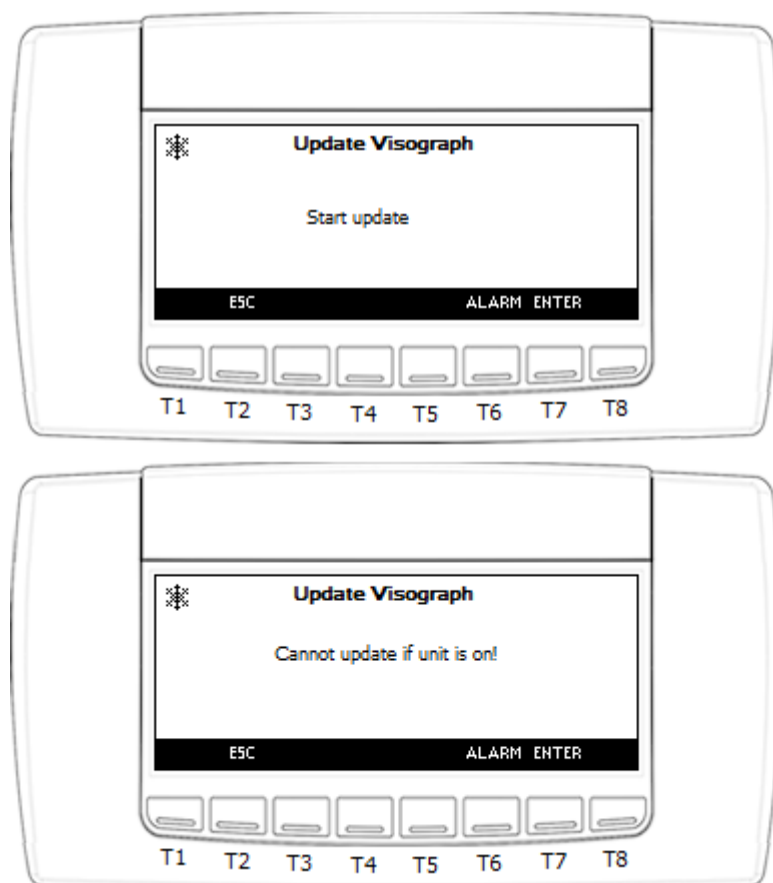 Update Visograph
Start update
ESC ALARM ENTER
T1 T2 T3 T4 T5 T6 T7 T8
Update Visograph
Cannot update if unit is on!
ESC ALARM ENTER
T1 T2 T3 T4 T5 T6 T7 T8